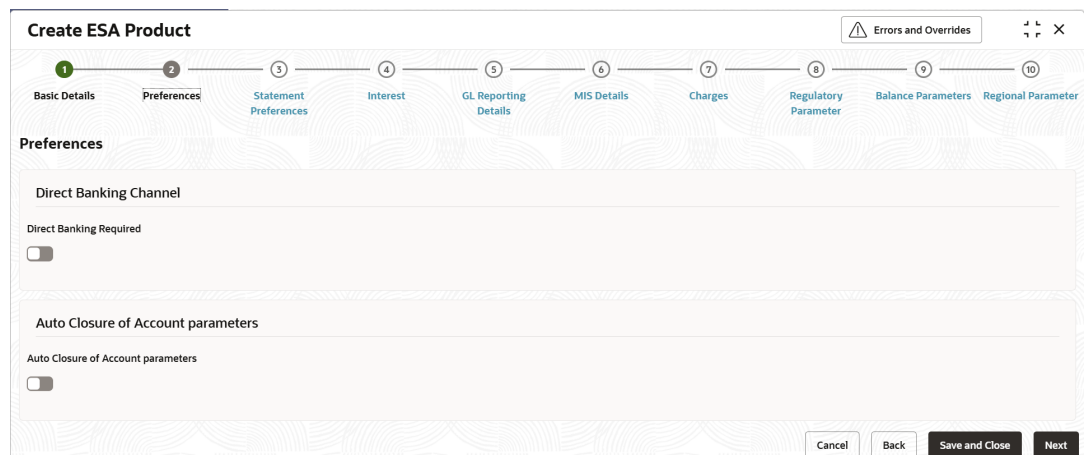 Create ESA Product
Errors and Overrides
1 2 3 4 5 6 7 8 9 10
Basic Details Preferences Statement Interest GL Reporting MIS Details Charges Regulatory Balance Parameters Regional Parameter
Preferences Details Parameter
Preferences
Direct Banking Channel
Direct Banking Required
Auto Closure of Account parameters
Auto Closure of Account parameters
Cancel Back Save and Close Next